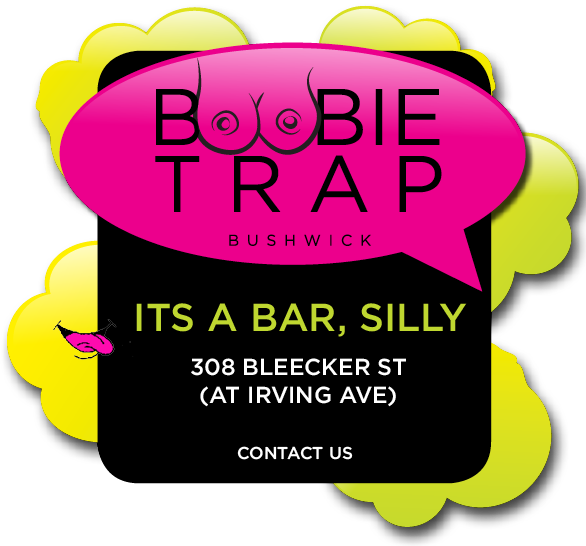 BOOBIE
TRAP
BUSHWICK
ITS A BAR, SILLY
308 BLEECKER ST
(AT IRVING AVE)
CONTACT US